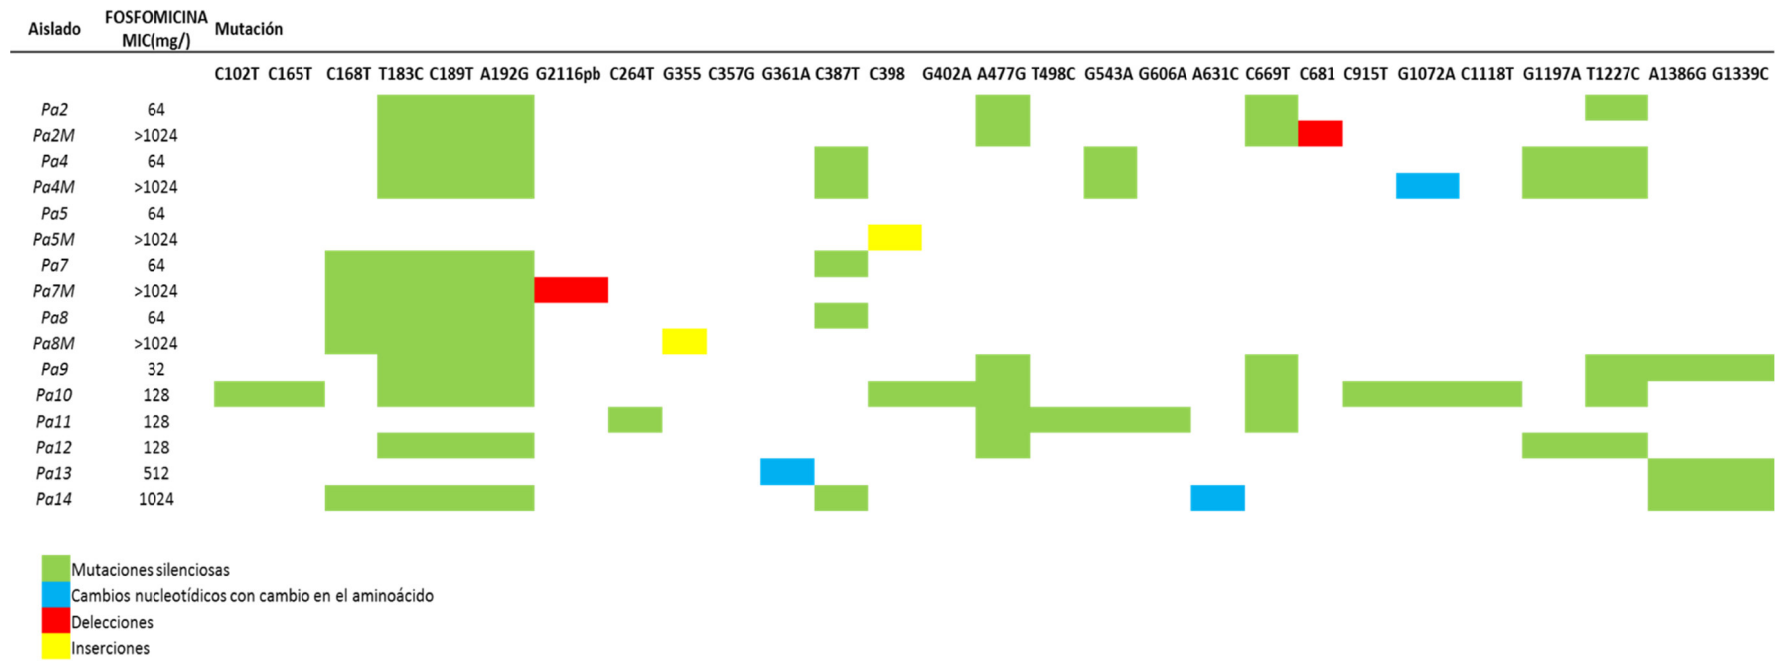 Aislado FOSFOMICINA MIC(mg/) Mutación
C102T C165T C168T T183C C189T A192G G2116pb C264T G355 C357G G361A C387T C398 G402A A477G T498C G543A G606A A631C C669T C681 C915T G1072A C1118T G1197A T1227C A1386G G1339C
Pa2 64
Pa2M >1024
Pa4 64
Pa4M >1024
Pa5 64
Pa5M >1024
Pa7 64
Pa7M >1024
Pa8 64
Pa8M >1024
Pa9 32
Pa10 128
Pa11 128
Pa12 128
Pa13 512
Pa14 1024
Mutaciones silenciosas
Cambios nucleotídicos con cambio en el aminoácido
Delecciones
Inserciones